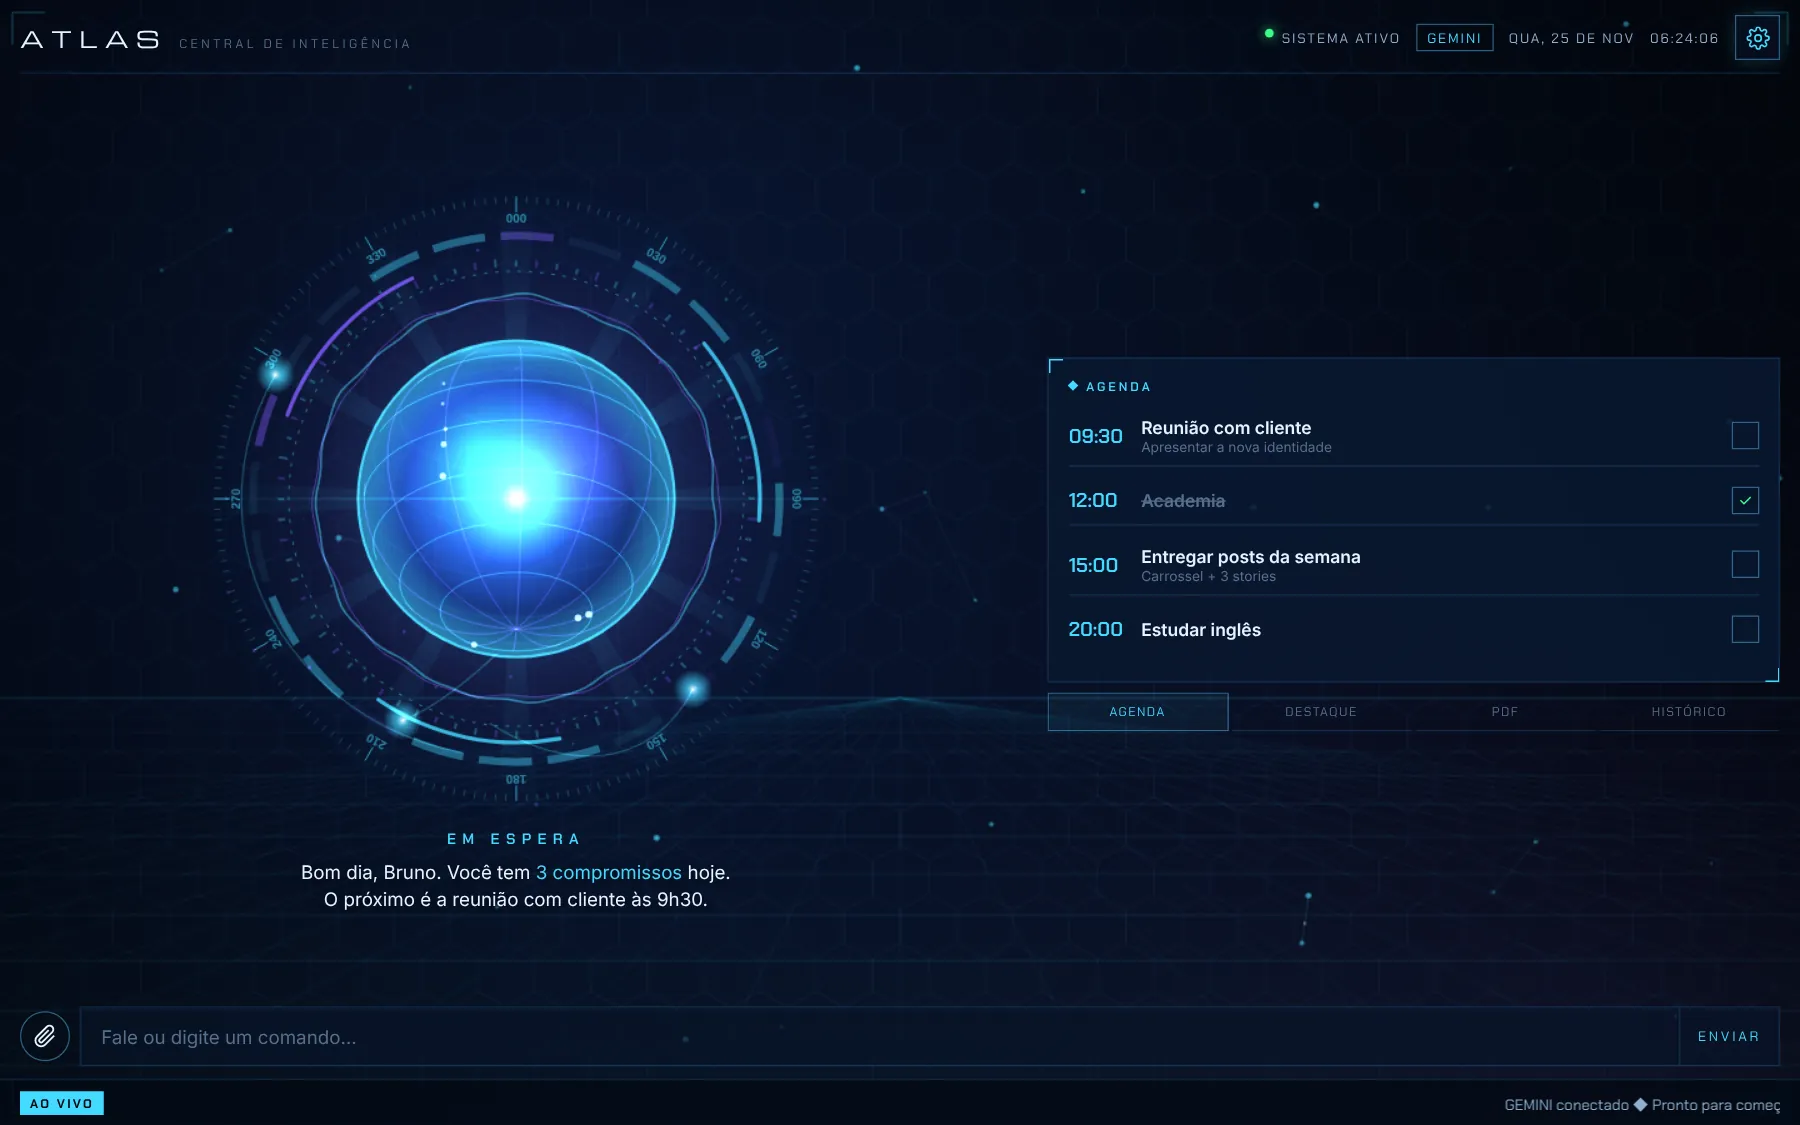 ATLAS CENTRAL DE INTELIGÊNCIA
SISTEMA ATIVO GEMINI QUA, 25 DE NOV 06:24:06
000
330 030
300 060
270 090
240 120
210 150
180
AGENDA
09:30 Reunião com cliente
Apresentar a nova identidade
12:00 Academia
15:00 Entregar posts da semana
Carrossel + 3 stories
20:00 Estudar inglês
AGENDA DESTAQUE PDF HISTÓRICO
EM ESPERA
Bom dia, Bruno. Você tem 3 compromissos hoje.
O próximo é a reunião com cliente às 9h30.
Fale ou digite um comando... ENVIAR
AO VIVO GEMINI conectado ◆ Pronto para começ